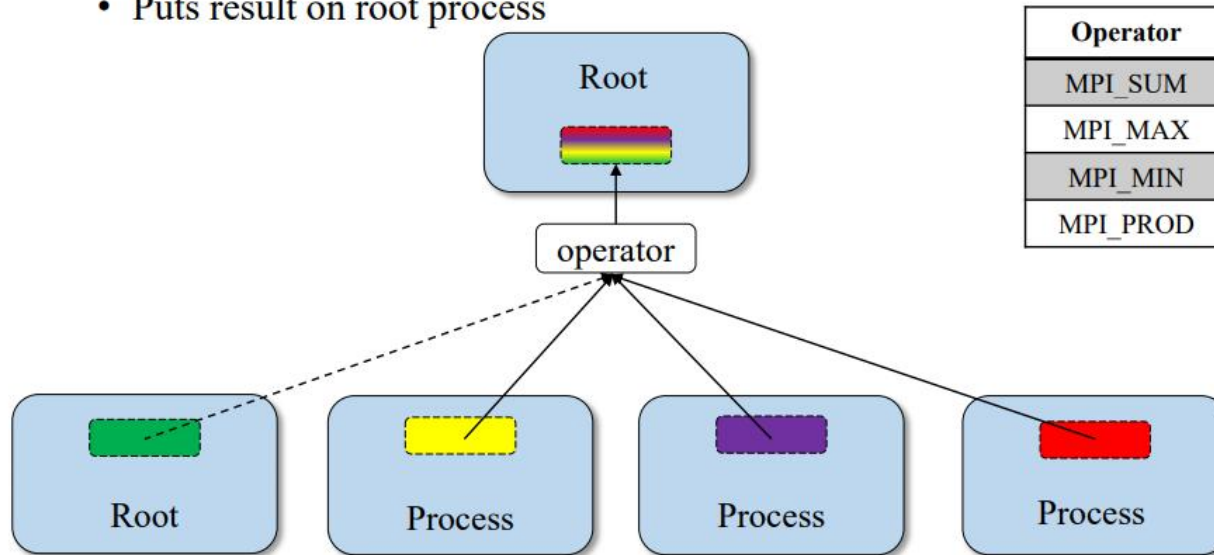 • Puts result on root process
Operator
MPI_SUM
MPI_MAX
MPI_MIN
MPI_PROD
Root
operator
Root
Process
Process
Process